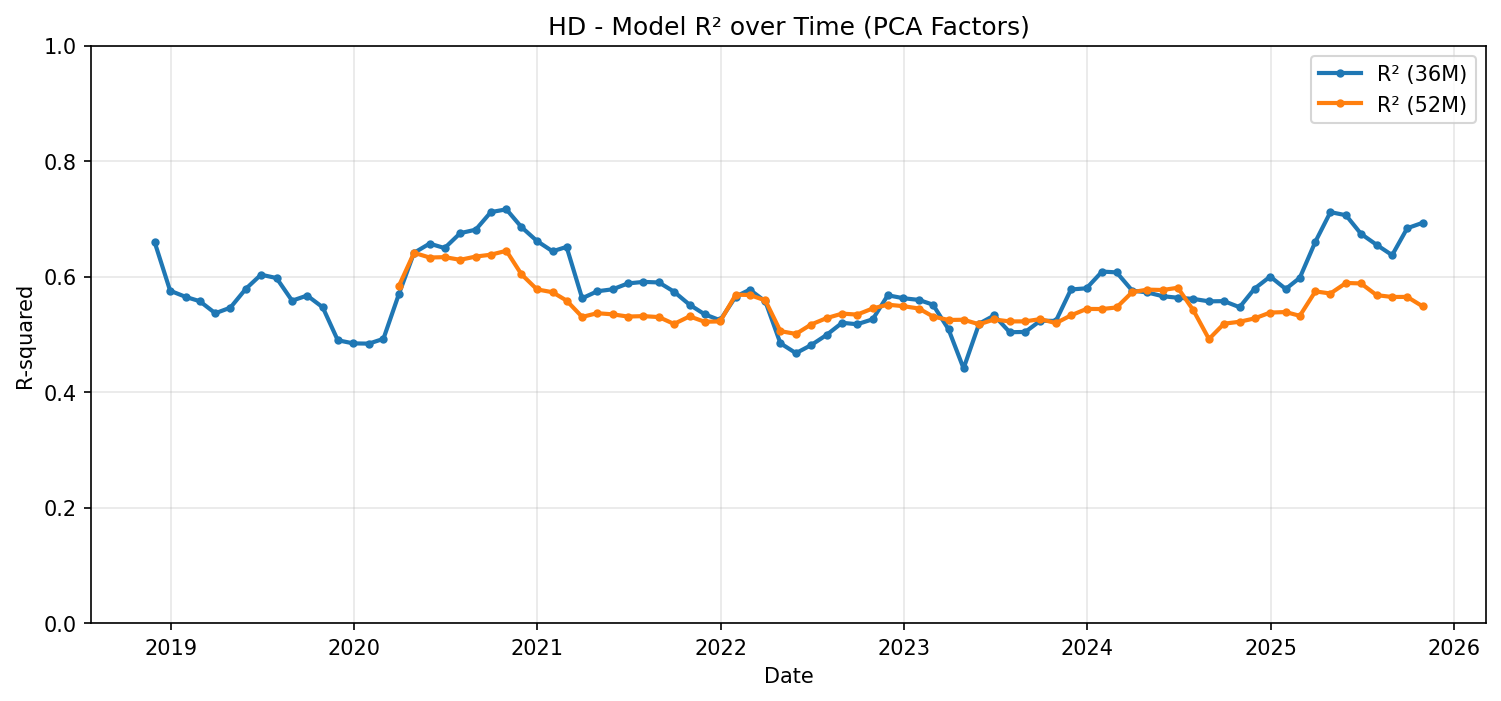 HD - Model R² over Time (PCA Factors)
R² (36M)
R² (52M)
R-squared
1.0
0.8
0.6
0.4
0.2
0.0
2019 2020 2021 2022 2023 2024 2025 2026
Date